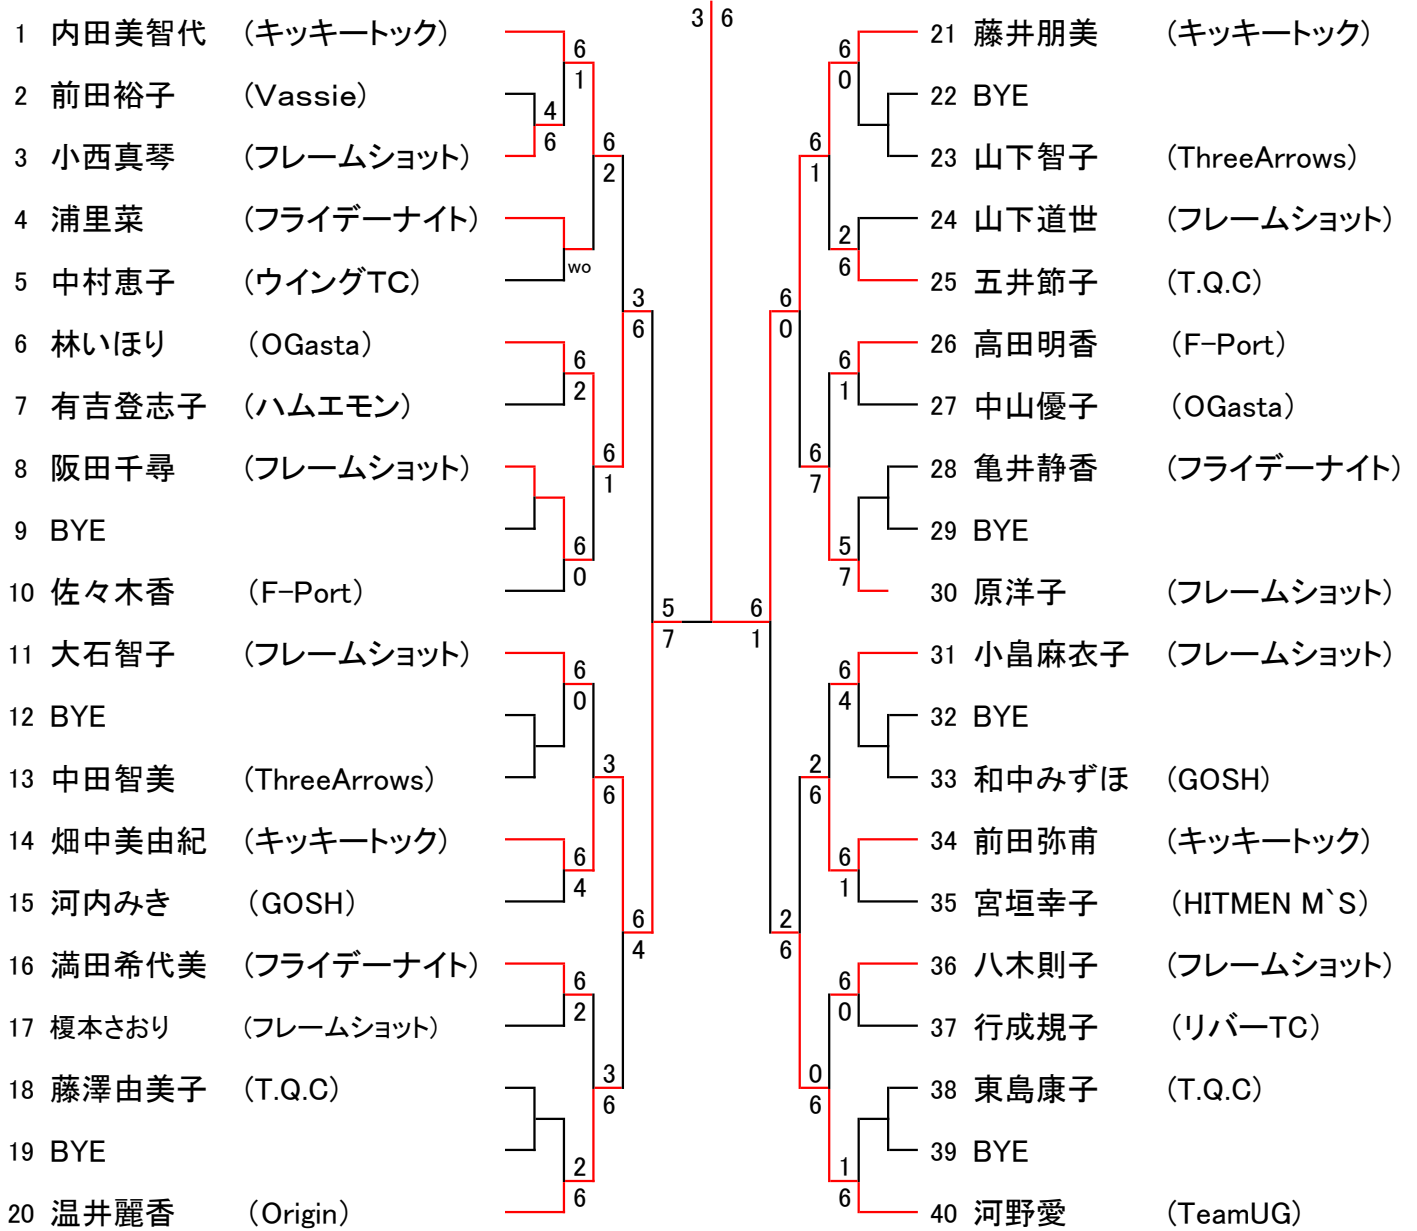 3 6
1 内田美智代 (キッキートック)
6
1
2 前田裕子 (Vassie)
4
6
3 小西真琴 (フレームショット)
6
2
4 浦里菜 (フライデーナイト)
wo
5 中村恵子 (ウイングTC)
3
6
6 林いほり (OGasta)
6
2
7 有吉登志子 (ハムエモン)
6
1
8 阪田千尋 (フレームショット)
9 BYE
6
0
10 佐々木香 (F-Port)
5
7
11 大石智子 (フレームショット)
6
0
12 BYE
13 中田智美 (ThreeArrows)
3
6
14 畑中美由紀 (キッキートック)
6
4
15 河内みき (GOSH)
6
4
16 満田希代美 (フライデーナイト)
6
2
17 榎本さおり (フレームショット)
18 藤澤由美子 (T.Q.C)
3
6
19 BYE
2
6
20 温井麗香 (Origin)
21 藤井朋美 (キッキートック)
6
0
22 BYE
23 山下智子 (ThreeArrows)
6
1
24 山下道世 (フレームショット)
2
6
25 五井節子 (T.Q.C)
6
0
26 高田明香 (F-Port)
6
1
27 中山優子 (OGasta)
6
7
28 亀井静香 (フライデーナイト)
29 BYE
5
7
30 原洋子 (フレームショット)
6
1
31 小畠麻衣子 (フレームショット)
6
4
32 BYE
33 和中みずほ (GOSH)
2
6
34 前田弥甫 (キッキートック)
6
1
35 宮垣幸子 (HITMEN M`S)
2
6
36 八木則子 (フレームショット)
6
0
37 行成規子 (リバーTC)
38 東島康子 (T.Q.C)
0
6
39 BYE
1
6
40 河野愛 (TeamUG)